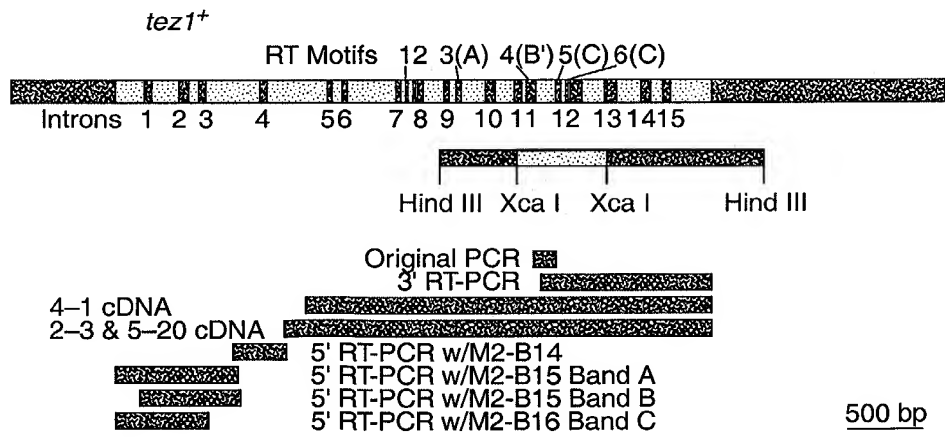 tez1+
RT Motifs 12 3(A) 4(B') 5(C) 6(C)
Introns 1 2 3 4 5 6 7 8 9 10 11 12 13 14 15
Hind III Xca I Xca I Hind III
Original PCR
3' RT-PCR
4–1 cDNA
2–3 & 5–20 cDNA
5' RT-PCR w/M2-B14
5' RT-PCR w/M2-B15 Band A
5' RT-PCR w/M2-B15 Band B
5' RT-PCR w/M2-B16 Band C
500 bp